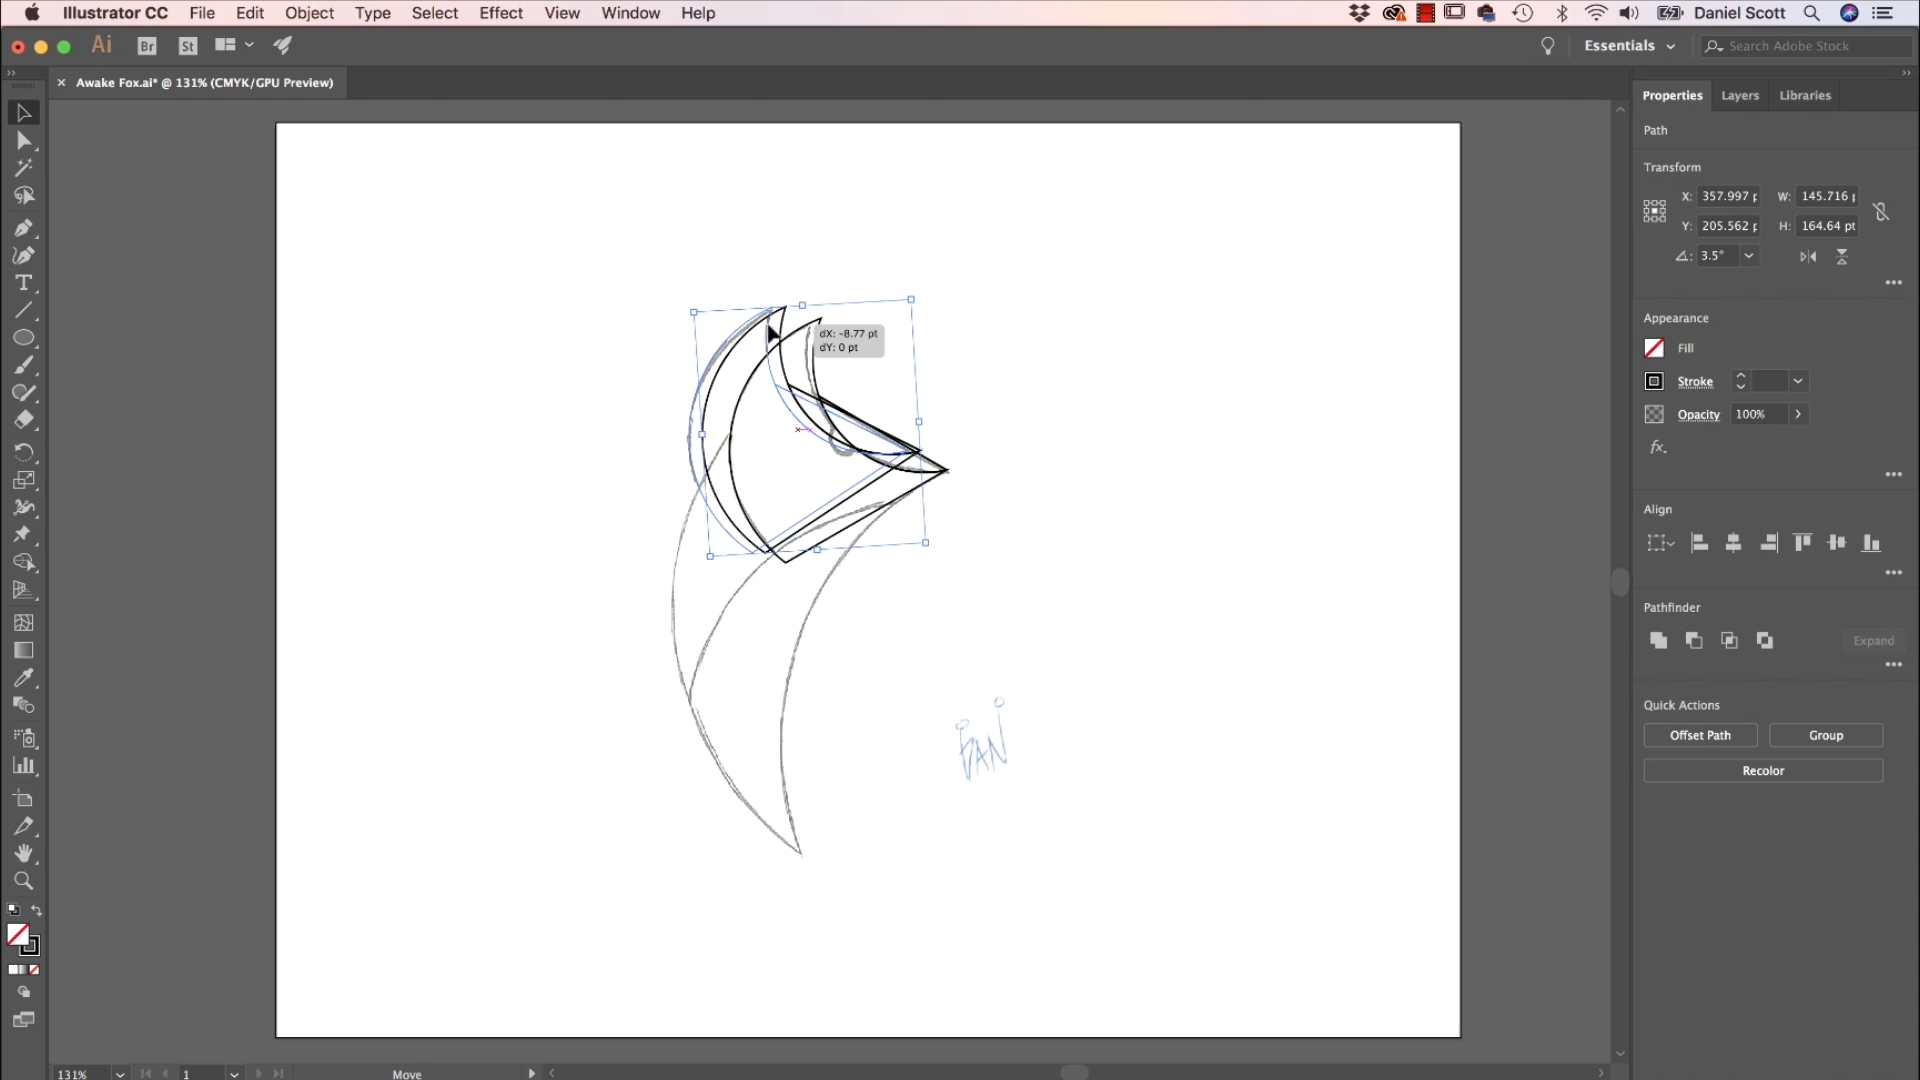 Illustrator CC File Edit Object Type Select Effect View Window Help Daniel Scott
Ai Br St Essentials Search Adobe Stock
Awake Fox.ai* @ 131% (CMYK/GPU Preview)
Properties Layers Libraries
Path
Transform
X: 357.997 p W: 145.716 p
Y: 205.562 p H: 164.64 pt
3.5°
Appearance
Fill
Stroke
Opacity 100%
fx.
Align
Pathfinder
Expand
Quick Actions
Offset Path Group
Recolor
dX: -8.77 pt
dY: 0 pt
131% 1 Move